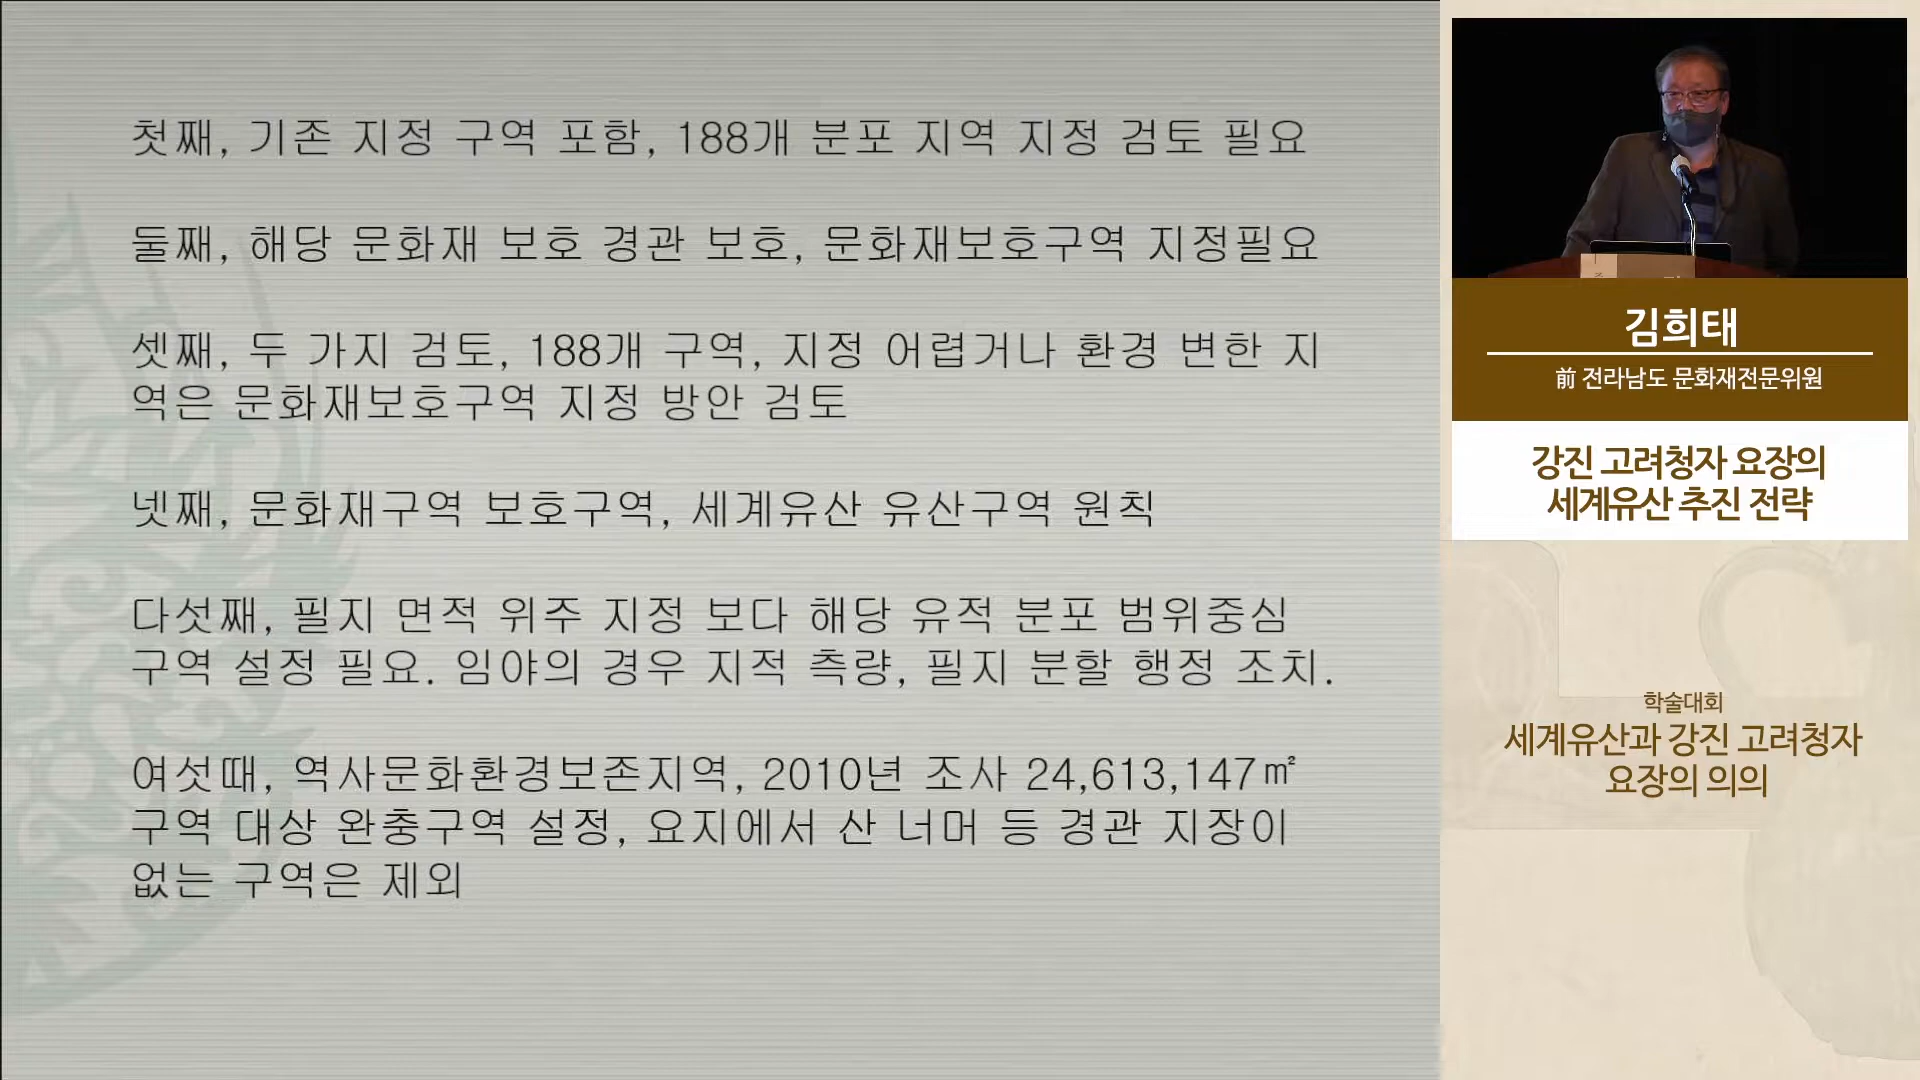 첫째, 기존 지정 구역 포함, 188개 분포 지역 지정 검토 필요
둘째, 해당 문화재 보호 경관 보호, 문화재보호구역 지정필요
셋째, 두 가지 검토, 188개 구역, 지정 어렵거나 환경 변한 지
역은 문화재보호구역 지정 방안 검토
넷째, 문화재구역 보호구역, 세계유산 유산구역 원칙
다섯째, 필지 면적 위주 지정 보다 해당 유적 분포 범위중심
구역 설정 필요. 임야의 경우 지적 측량, 필지 분할 행정 조치.
여섯때, 역사문화환경보존지역, 2010년 조사 24,613,147㎡
구역 대상 완충구역 설정, 요지에서 산 너머 등 경관 지장이
없는 구역은 제외
김희태
前 전라남도 문화재전문위원
강진 고려청자 요장의
세계유산 추진 전략
학술대회
세계유산과 강진 고려청자
요장의 의의